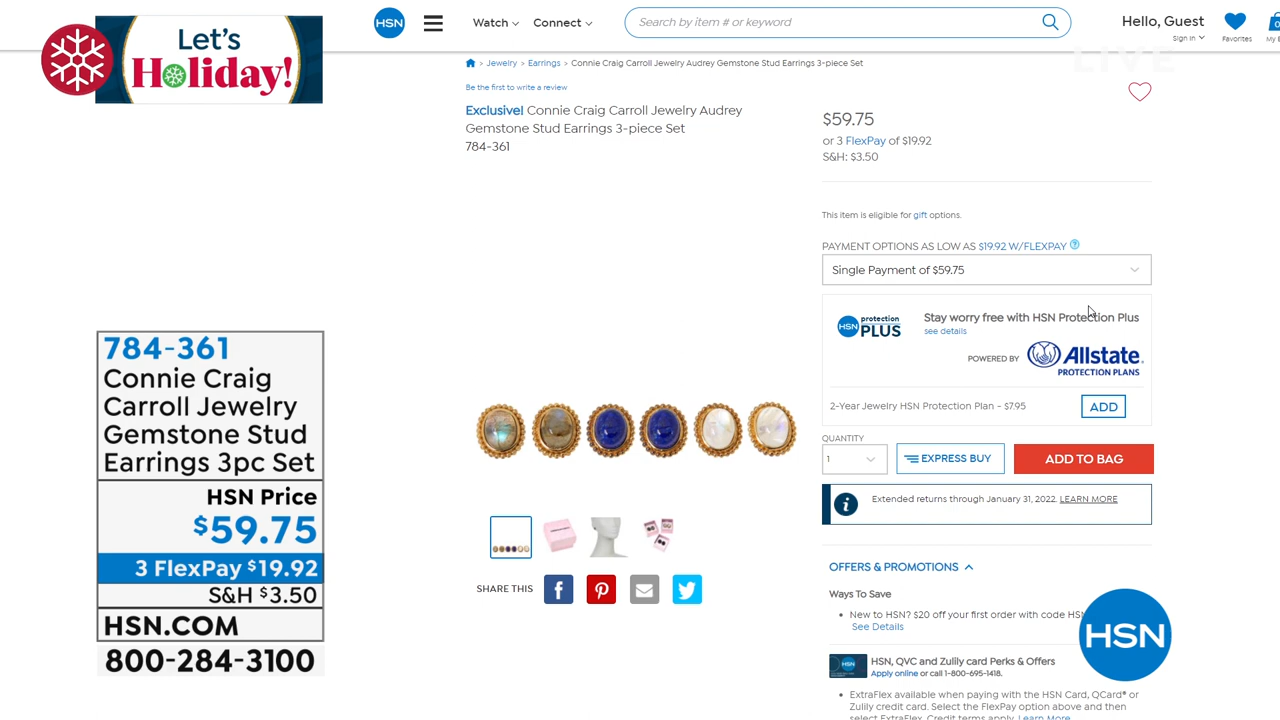 Let's
Holiday!
HSN
Watch
Connect
Search by item # or keyword
Hello, Guest
Sign In
Favorites
0
LIVE
Jewelry > Earrings > Connie Craig Carroll Jewelry Audrey Gemstone Stud Earrings 3-piece Set
Be the first to write a review
Exclusive! Connie Craig Carroll Jewelry Audrey
Gemstone Stud Earrings 3-piece Set
784-361
$59.75
or 3 FlexPay of $19.92
S&H: $3.50
This item is eligible for gift options.
PAYMENT OPTIONS AS LOW AS $19.92 W/FLEXPAY ?
Single Payment of $59.75
HSN protection PLUS
Stay worry free with HSN Protection Plus
see details
POWERED BY
Allstate.
PROTECTION PLANS
2-Year Jewelry HSN Protection Plan - $7.95
ADD
QUANTITY
1
EXPRESS BUY
ADD TO BAG
i
Extended returns through January 31, 2022. LEARN MORE
SHARE THIS
OFFERS & PROMOTIONS
Ways To Save
• New to HSN? $20 off your first order with code
See Details
HSN
HSN, QVC and Zulily card Perks & Offers
Apply online or call 1-800-695-1418.
• ExtraFlex available when paying with the HSN Card, QCard® or
Zulily credit card. Select the FlexPay option above and then
select ExtraFlex. Credit terms apply. Learn More
784-361
Connie Craig
Carroll Jewelry
Gemstone Stud
Earrings 3pc Set
HSN Price
$59.75
3 FlexPay $19.92
S&H $3.50
HSN.COM
800-284-3100
HSN